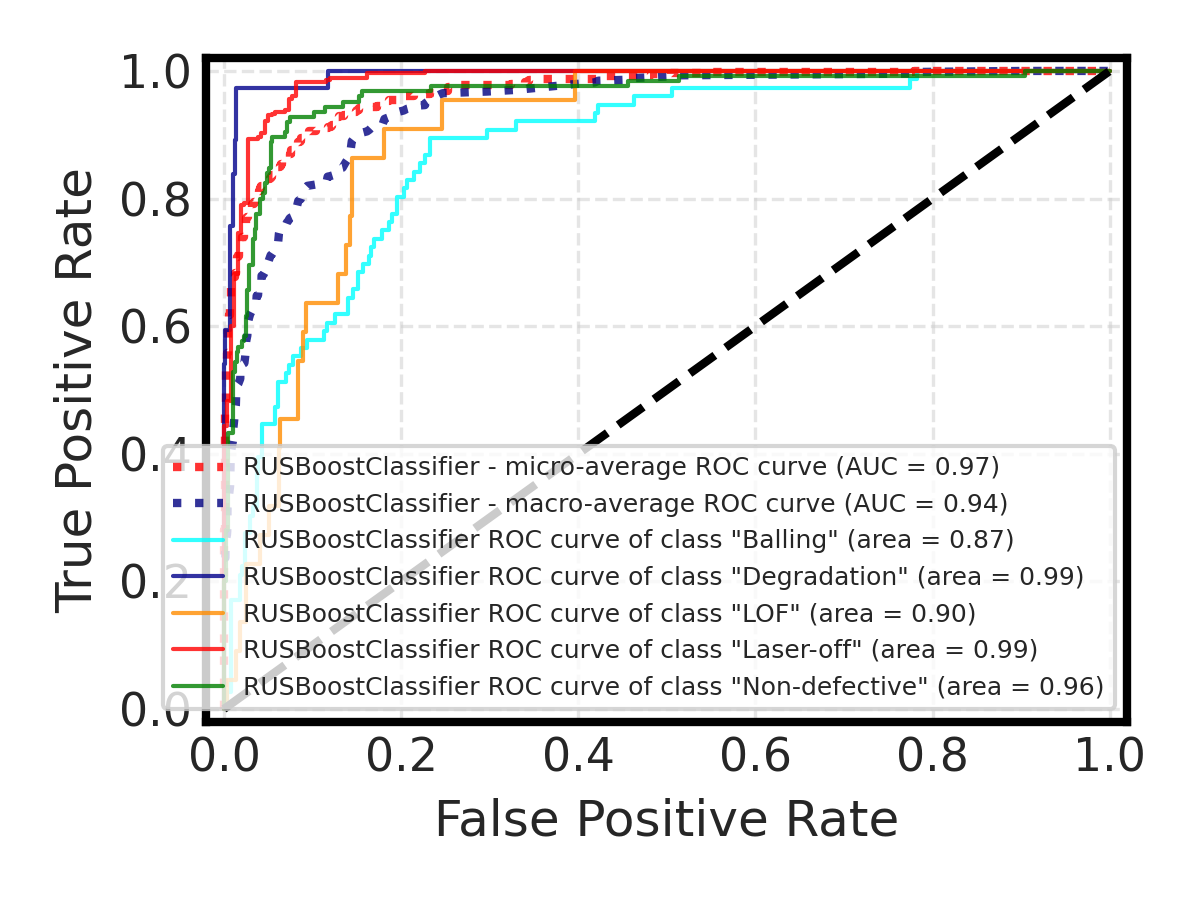 True Positive Rate
1.0
0.8
0.6
0.4
0.2
0.0
RUSBoostClassifier - micro-average ROC curve (AUC = 0.97)
RUSBoostClassifier - macro-average ROC curve (AUC = 0.94)
RUSBoostClassifier ROC curve of class "Balling" (area = 0.87)
RUSBoostClassifier ROC curve of class "Degradation" (area = 0.99)
RUSBoostClassifier ROC curve of class "LOF" (area = 0.90)
RUSBoostClassifier ROC curve of class "Laser-off" (area = 0.99)
RUSBoostClassifier ROC curve of class "Non-defective" (area = 0.96)
0.0 0.2 0.4 0.6 0.8 1.0
False Positive Rate